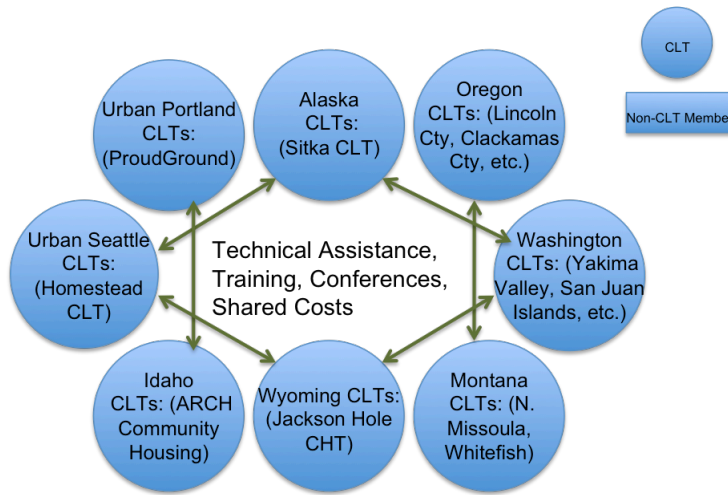 CLT
Non-CLT Membe
Urban Portland
CLTs:
(ProudGround)
Alaska
CLTs:
(Sitka CLT)
Oregon
CLTs: (Lincoln
Cty, Clackamas
Cty, etc.)
Urban Seattle
CLTs:
(Homestead
CLT)
Technical Assistance,
Training, Conferences,
Shared Costs
Washington
CLTs: (Yakima
Valley, San Juan
Islands, etc.)
Idaho
CLTs: (ARCH
Community
Housing)
Wyoming CLTs:
(Jackson Hole
CHT)
Montana
CLTs: (N.
Missoula,
Whitefish)